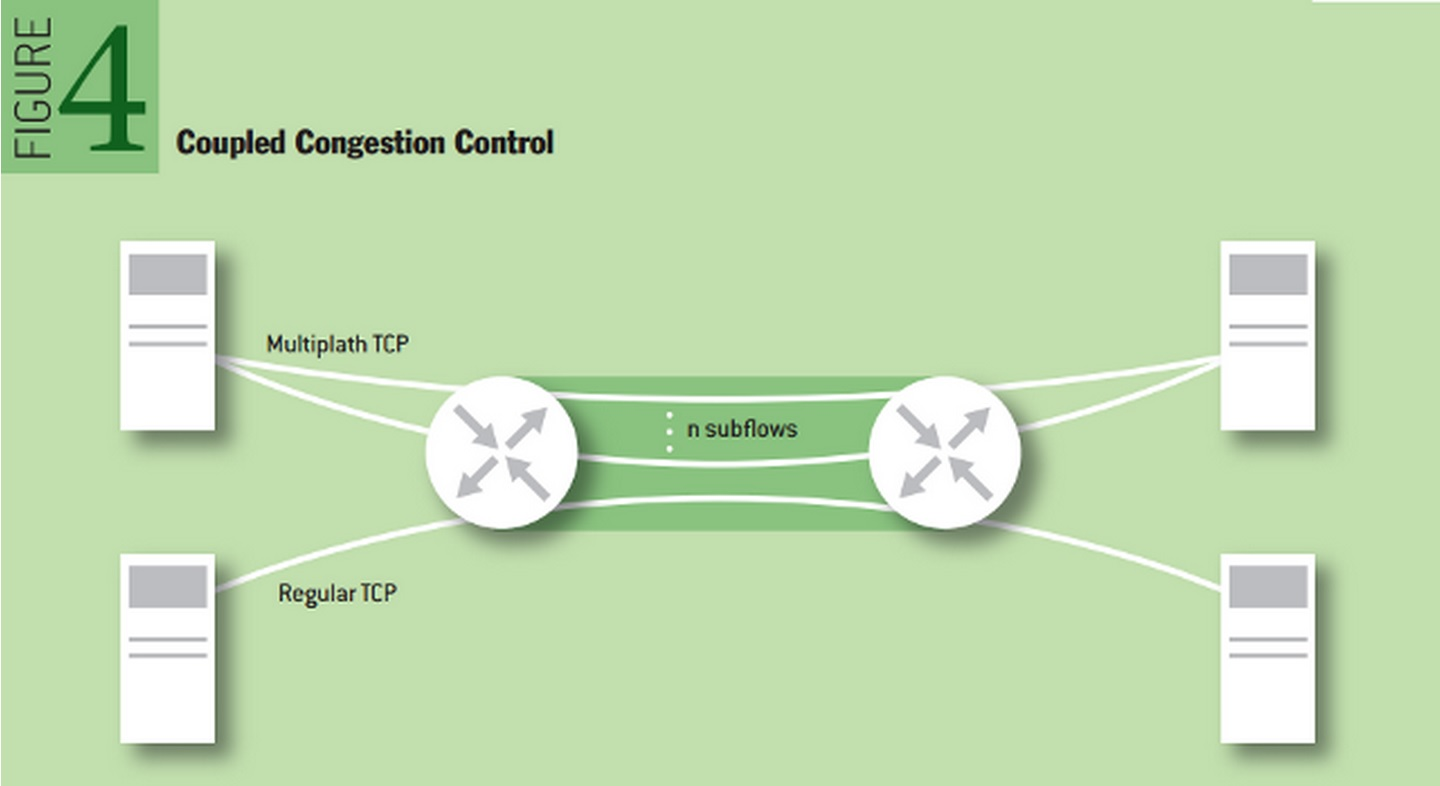 FIGURE 4
Coupled Congestion Control
Multiplath TCP
n subflows
Regular TCP